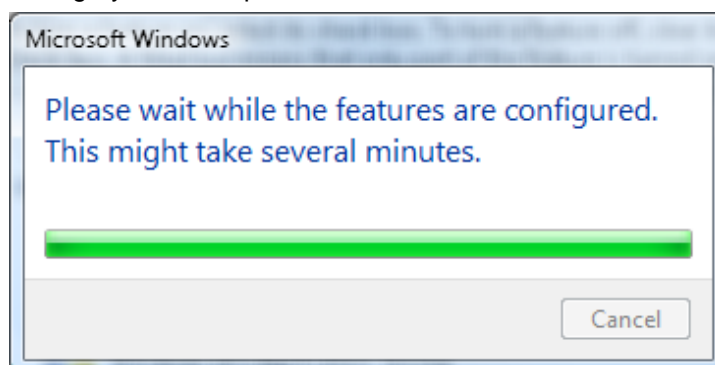 Microsoft Windows
Please wait while the features are configured.
This might take several minutes.
Cancel